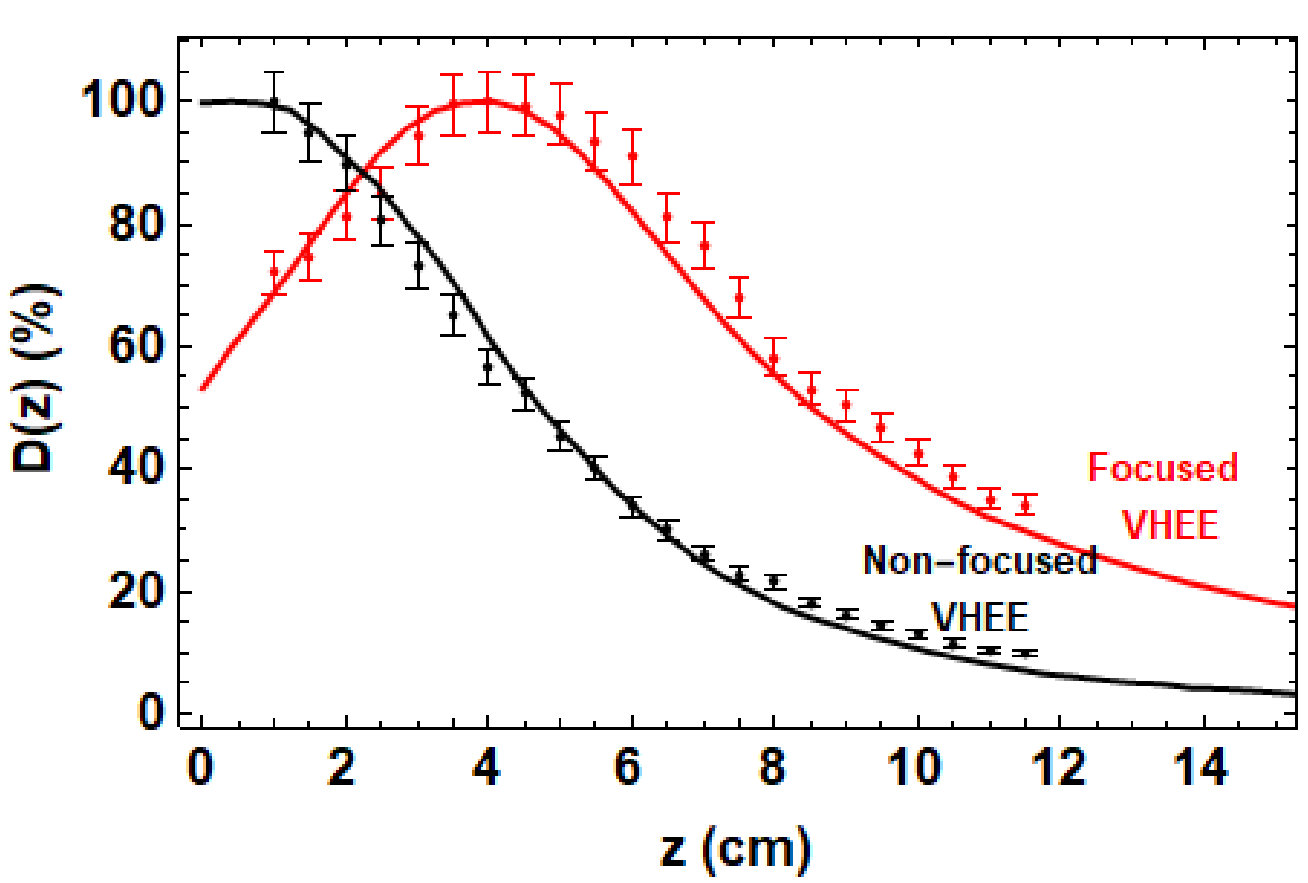 D(z) (%)
100
80
60
40
20
0
Focused
VHEE
Non-focused
VHEE
0 2 4 6 8 10 12 14
z (cm)